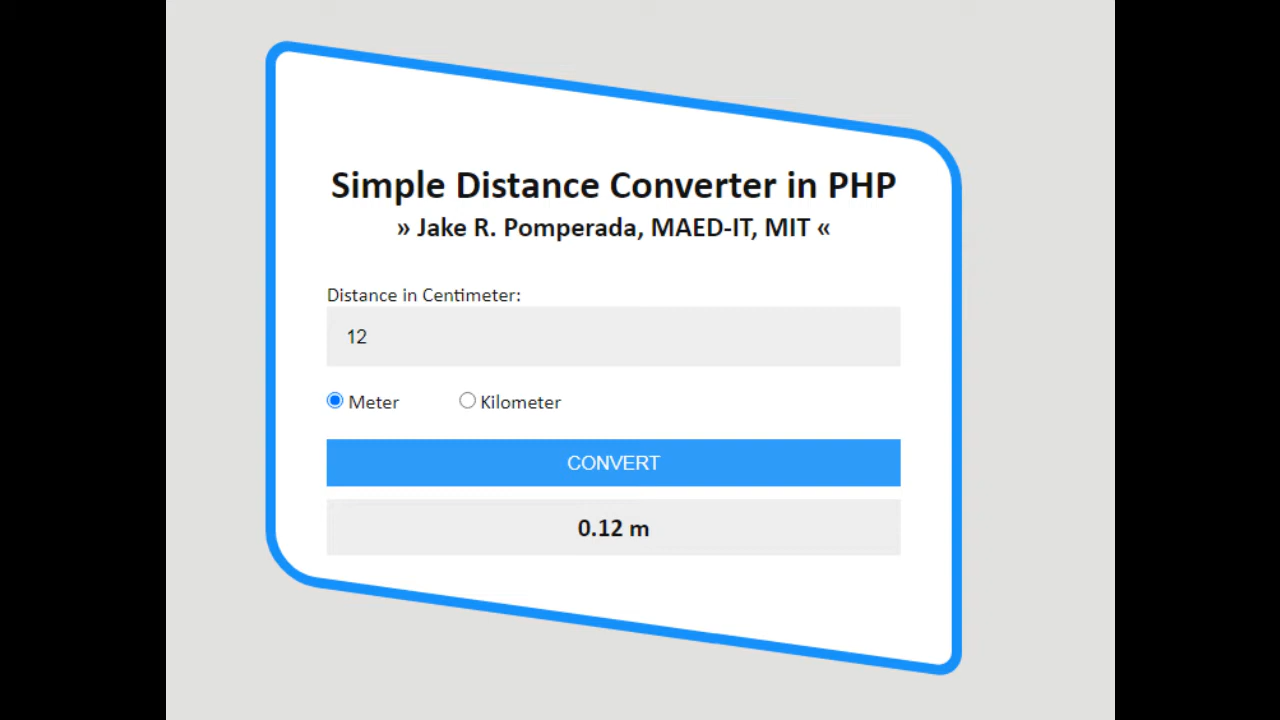 Simple Distance Converter in PHP
» Jake R. Pomperada, MAED-IT, MIT «
Distance in Centimeter:
12
Meter Kilometer
CONVERT
0.12 m